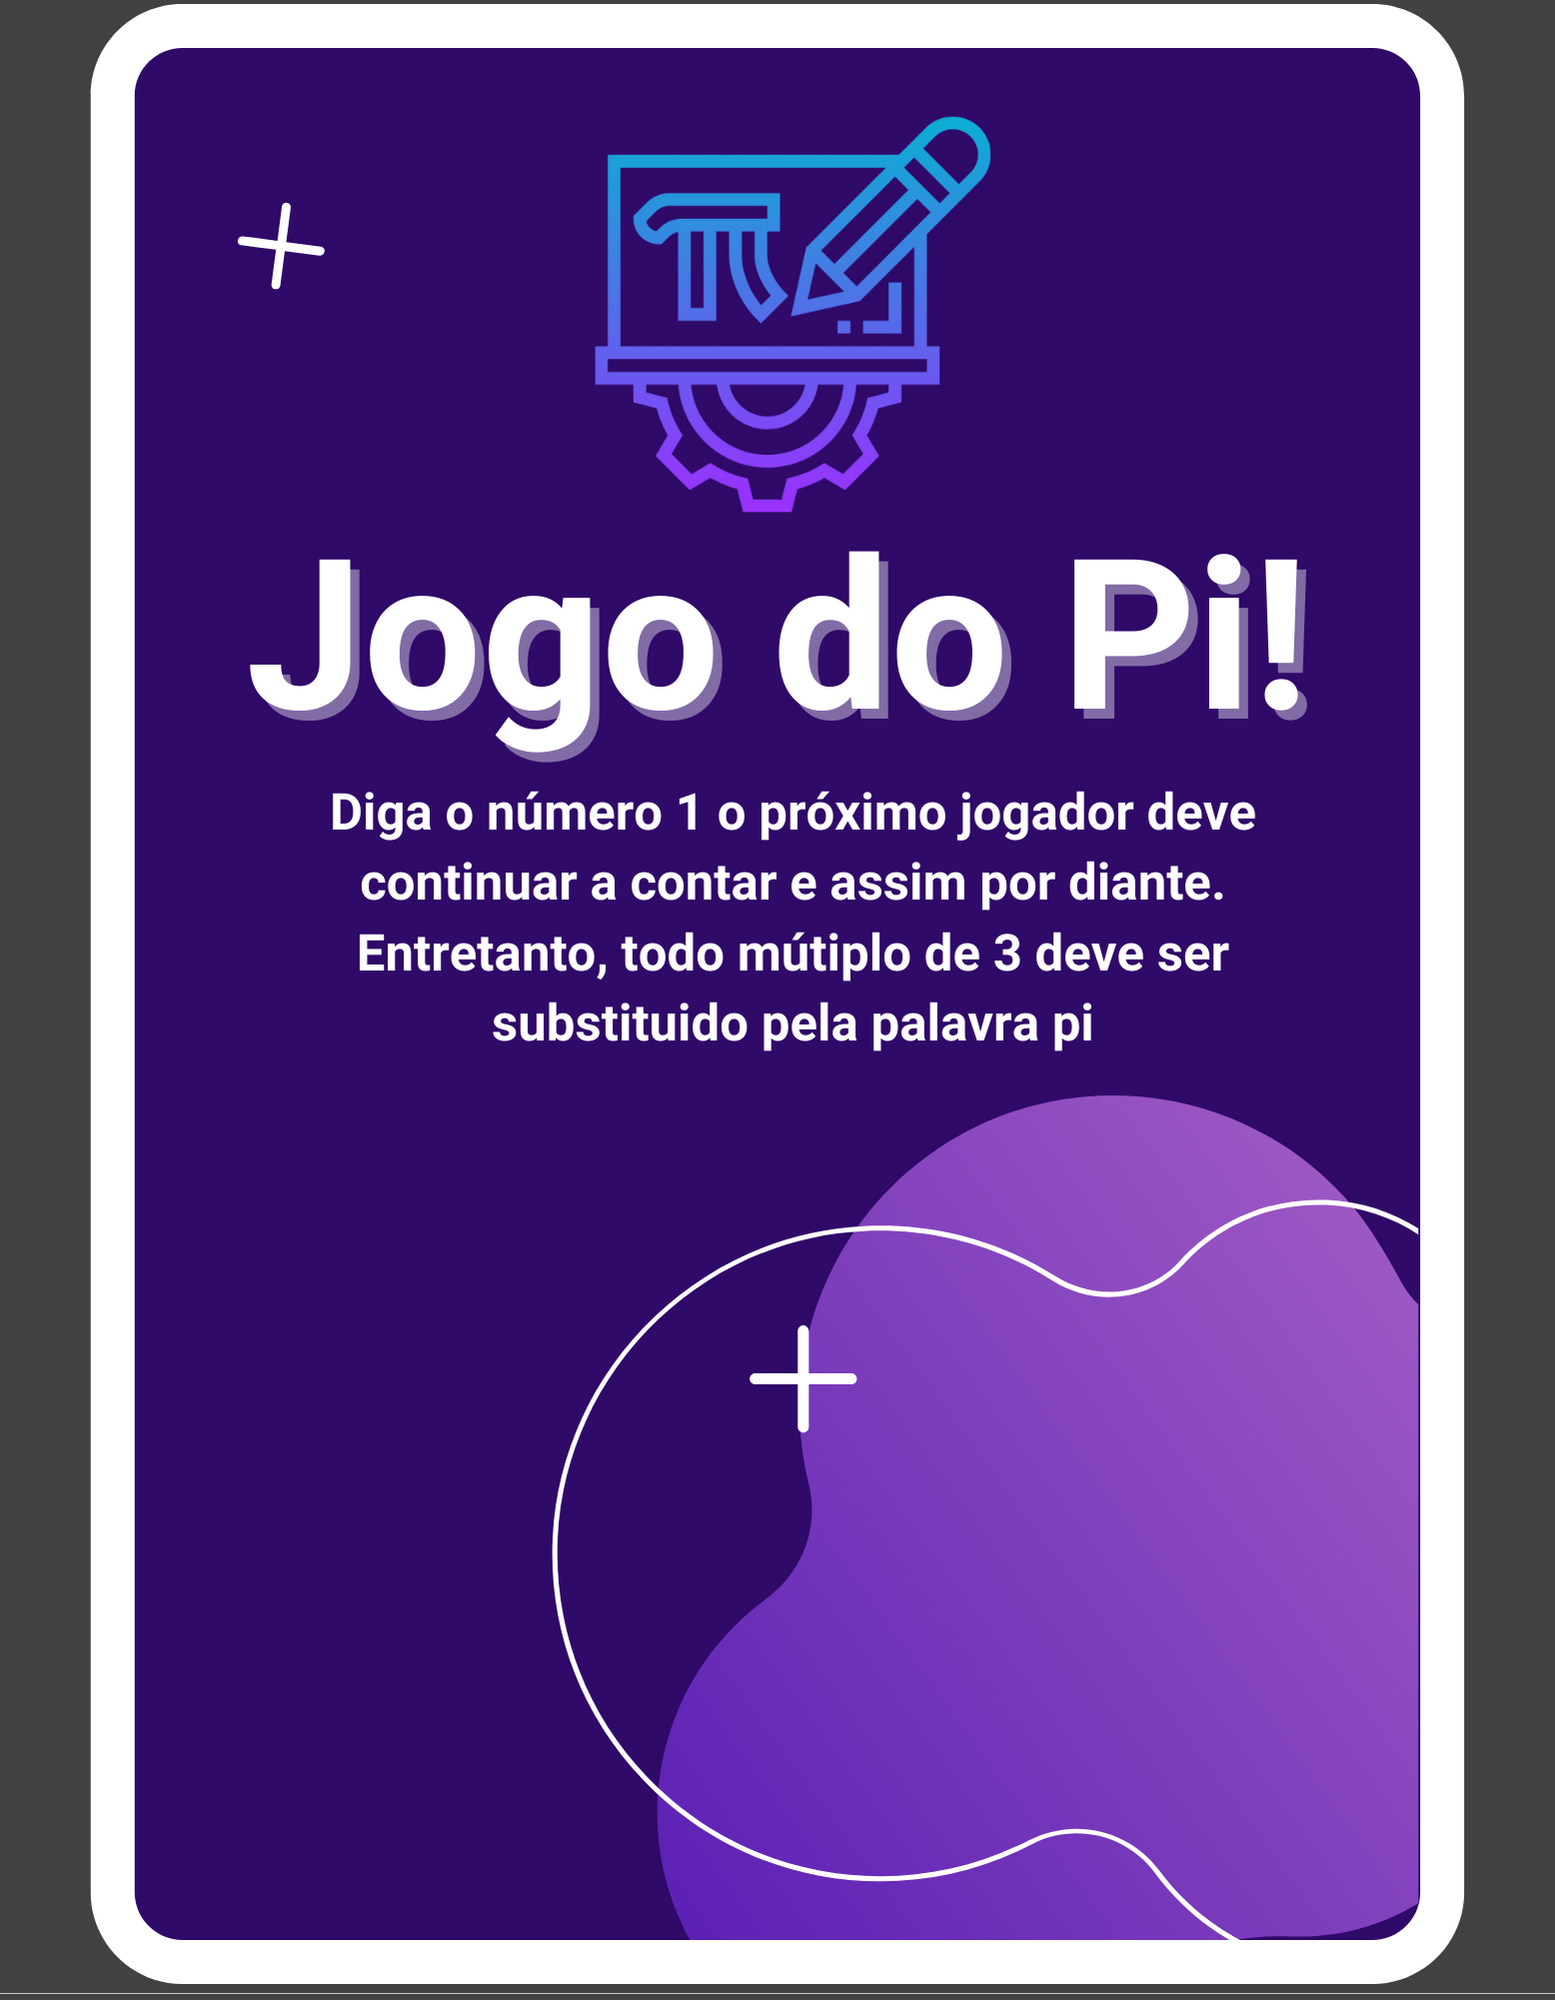 Jogo do Pi!
Diga o número 1 o próximo jogador deve
continuar a contar e assim por diante.
Entretanto, todo mútiplo de 3 deve ser
substituido pela palavra pi